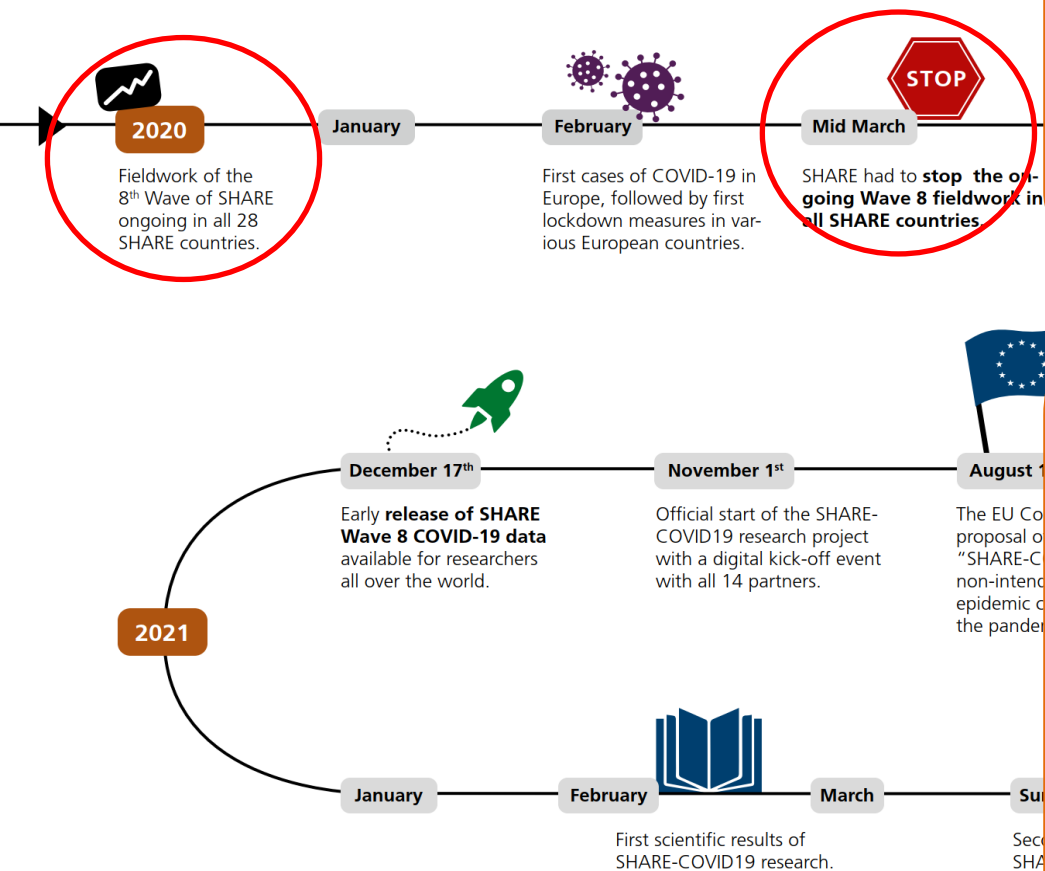 STOP
2020
January
February
Mid March
Fieldwork of the
8th Wave of SHARE
ongoing in all 28
SHARE countries.
First cases of COVID-19 in
Europe, followed by first
lockdown measures in var-
ious European countries.
SHARE had to stop the on-
going Wave 8 fieldwork in
all SHARE countries.
December 17th
November 1st
August 1
Early release of SHARE
Wave 8 COVID-19 data
available for researchers
all over the world.
Official start of the SHARE-
COVID19 research project
with a digital kick-off event
with all 14 partners.
The EU Co
proposal o
“SHARE-C
non-intend
epidemic c
the pander
2021
January
February
March
First scientific results of
SHARE-COVID19 research.
SHA